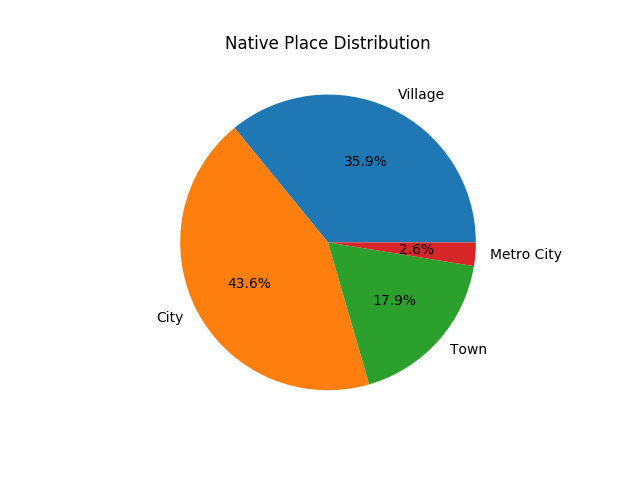 Native Place Distribution
Village
35.9%
2.6%
Metro City
43.6%
17.9%
City
Town